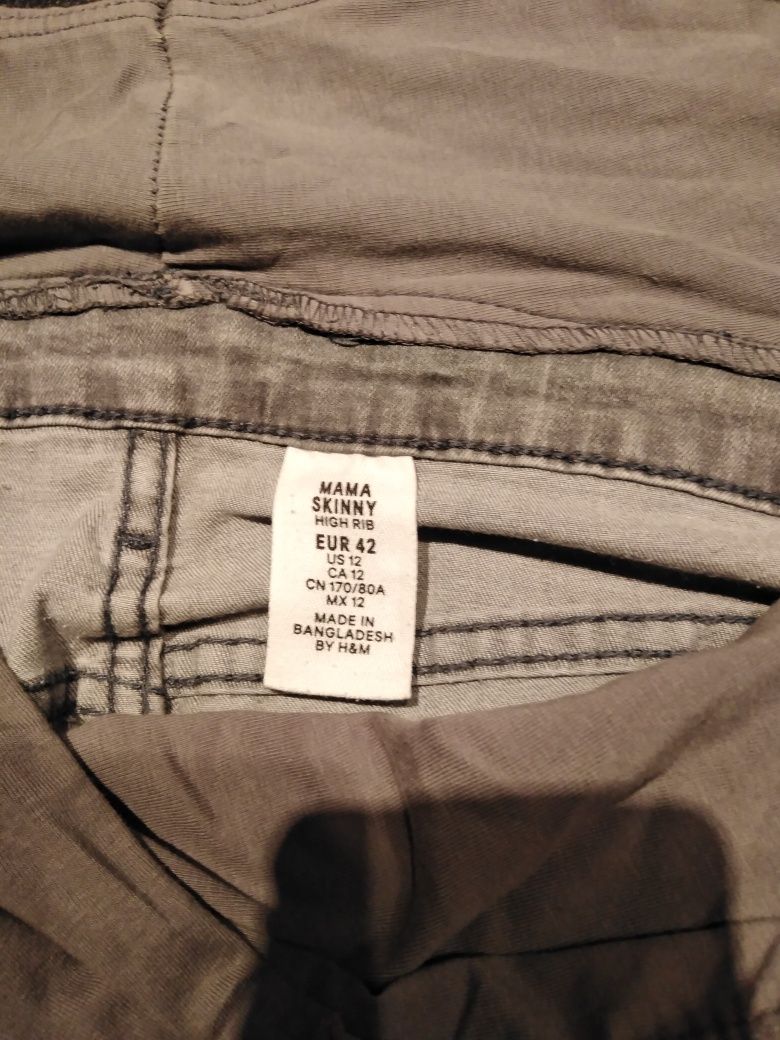 MAMA
SKINNY
HIGH RIB
EUR 42
US 12
CA 12
CN 170/80A
MX 12
MADE IN
BANGLADESH
BY H&M